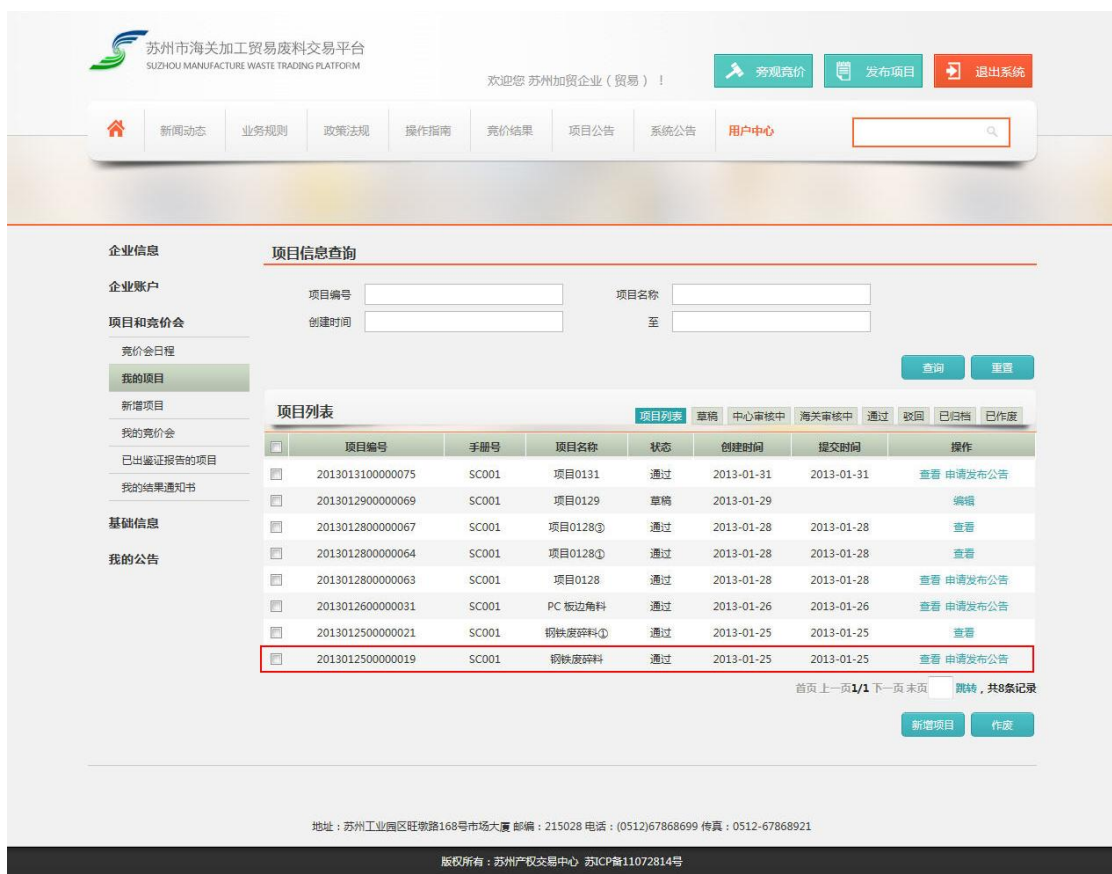 苏州市海关加工贸易废料交易平台
SUZHOU MANUFACTURE WASTE TRADING PLATFORM
欢迎您 苏州加贸企业（贸易）！
旁观竞价 发布项目 退出系统
新闻动态 业务规则 政策法规 操作指南 竞价结果 项目公告 系统公告 用户中心
企业信息
企业账户
项目和竞价会
竞价会日程
我的项目
新增项目
我的竞价会
已出鉴证报告的项目
我的结果通知书
基础信息
我的公告
项目信息查询
项目编号 项目名称
创建时间 至
查询 重置
项目列表 项目列表 草稿 中心审核中 海关审核中 通过 驳回 已归档 已作废
项目编号 手册号 项目名称 状态 创建时间 提交时间 操作
2013013100000075 SC001 项目0131 通过 2013-01-31 2013-01-31 查看 申请发布公告
2013012900000069 SC001 项目0129 草稿 2013-01-29 编辑
2013012800000067 SC001 项目0128③ 通过 2013-01-28 2013-01-28 查看
2013012800000064 SC001 项目0128① 通过 2013-01-28 2013-01-28 查看
2013012800000063 SC001 项目0128 通过 2013-01-28 2013-01-28 查看 申请发布公告
2013012600000031 SC001 PC 板边角料 通过 2013-01-26 2013-01-26 查看 申请发布公告
2013012500000021 SC001 钢铁废碎料① 通过 2013-01-25 2013-01-25 查看
2013012500000019 SC001 钢铁废碎料 通过 2013-01-25 2013-01-25 查看 申请发布公告
首页 上一页1/1 下一页 末页 跳转，共8条记录
新增项目 作废
地址：苏州工业园区旺墩路168号市场大厦 邮编：215028 电话：(0512)67868699 传真：0512-67868921
版权所有：苏州产权交易中心 苏ICP备11072814号